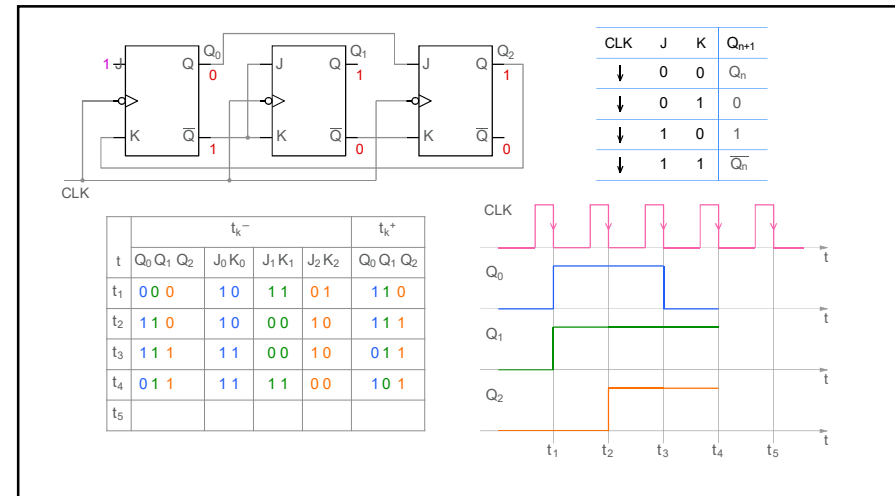 Q₀ Q₁ Q₂
1 J Q J Q J Q
0 1 1
K Q̅ K Q̅ K Q̅
1 0 0
CLK
CLK J K Qₙ₊₁
↓ 0 0 Qₙ
↓ 0 1 0
↓ 1 0 1
↓ 1 1 Q̅ₙ
tₖ⁻ tₖ⁺
t Q₀ Q₁ Q₂ J₀ K₀ J₁ K₁ J₂ K₂ Q₀ Q₁ Q₂
t₁ 0 0 0 1 0 1 1 0 1 1 1 0
t₂ 1 1 0 1 0 0 0 1 0 1 1 1
t₃ 1 1 1 1 1 0 0 1 0 0 1 1
t₄ 0 1 1 1 1 1 1 0 0 1 0 1
t₅
CLK
t
Q₀
t
Q₁
t
Q₂
t
t₁ t₂ t₃ t₄ t₅